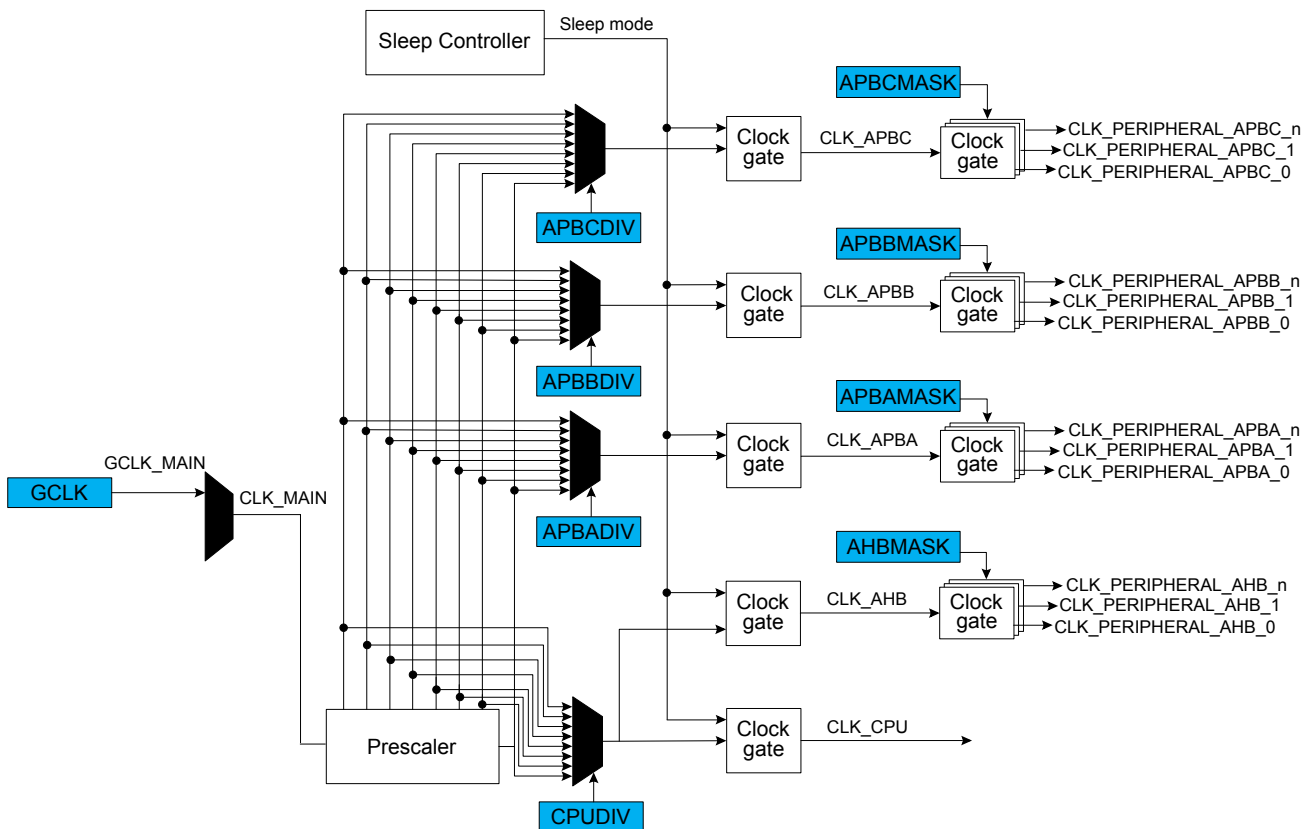 Sleep mode
Sleep Controller
APBCMASK
Clock
gate
CLK_APBC
Clock
gate
CLK_PERIPHERAL_APBC_n
CLK_PERIPHERAL_APBC_1
CLK_PERIPHERAL_APBC_0
APBCDIV
APBBMASK
Clock
gate
CLK_APBB
Clock
gate
CLK_PERIPHERAL_APBB_n
CLK_PERIPHERAL_APBB_1
CLK_PERIPHERAL_APBB_0
APBBDIV
APBAMASK
Clock
gate
CLK_APBA
Clock
gate
CLK_PERIPHERAL_APBA_n
CLK_PERIPHERAL_APBA_1
CLK_PERIPHERAL_APBA_0
GCLK_MAIN
GCLK
CLK_MAIN
APBADIV
AHBMASK
Clock
gate
CLK_AHB
Clock
gate
CLK_PERIPHERAL_AHB_n
CLK_PERIPHERAL_AHB_1
CLK_PERIPHERAL_AHB_0
Prescaler
Clock
gate
CLK_CPU
CPUDIV